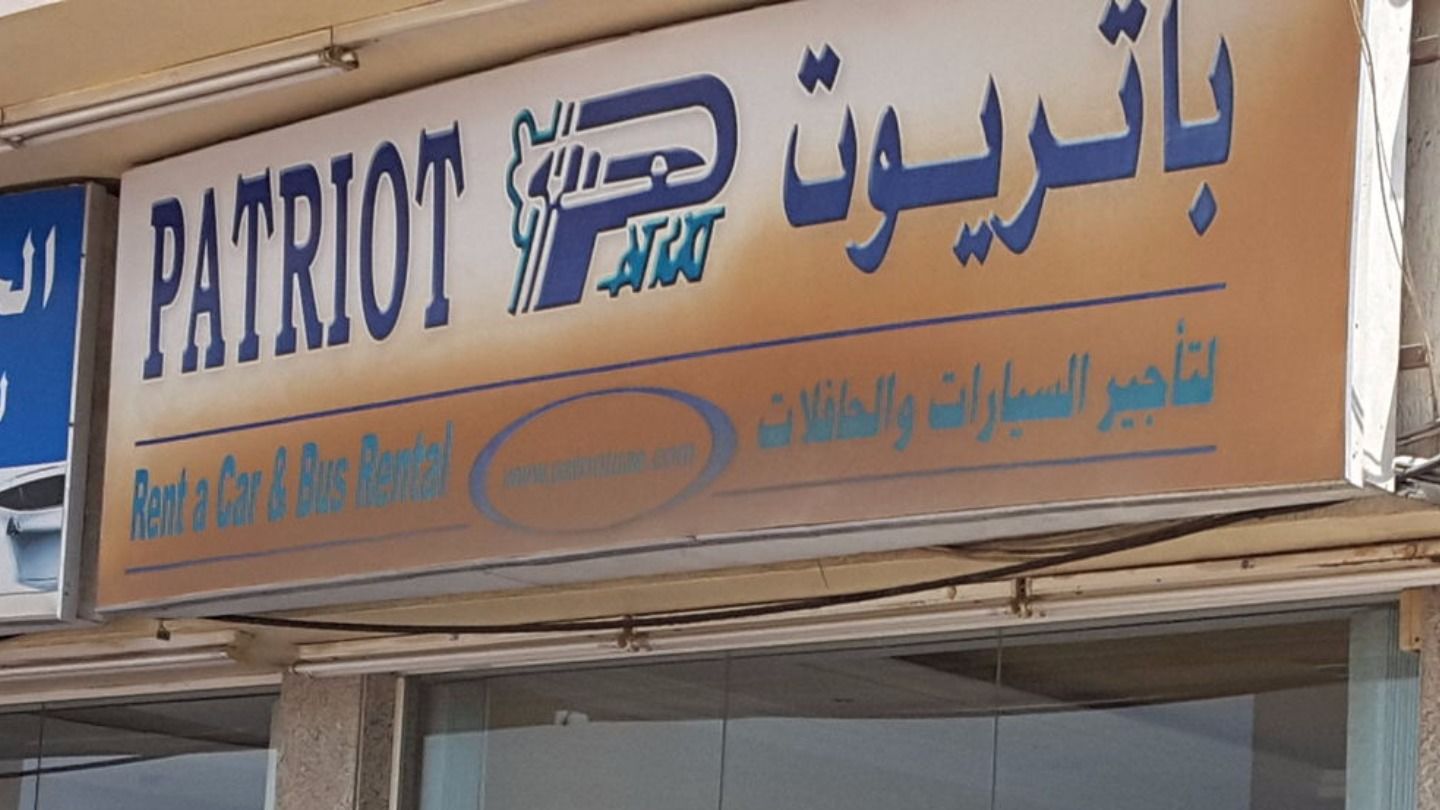 PATRIOT
باتريوت
Rent a Car & Bus Rental
لتأجير السيارات والحافلات